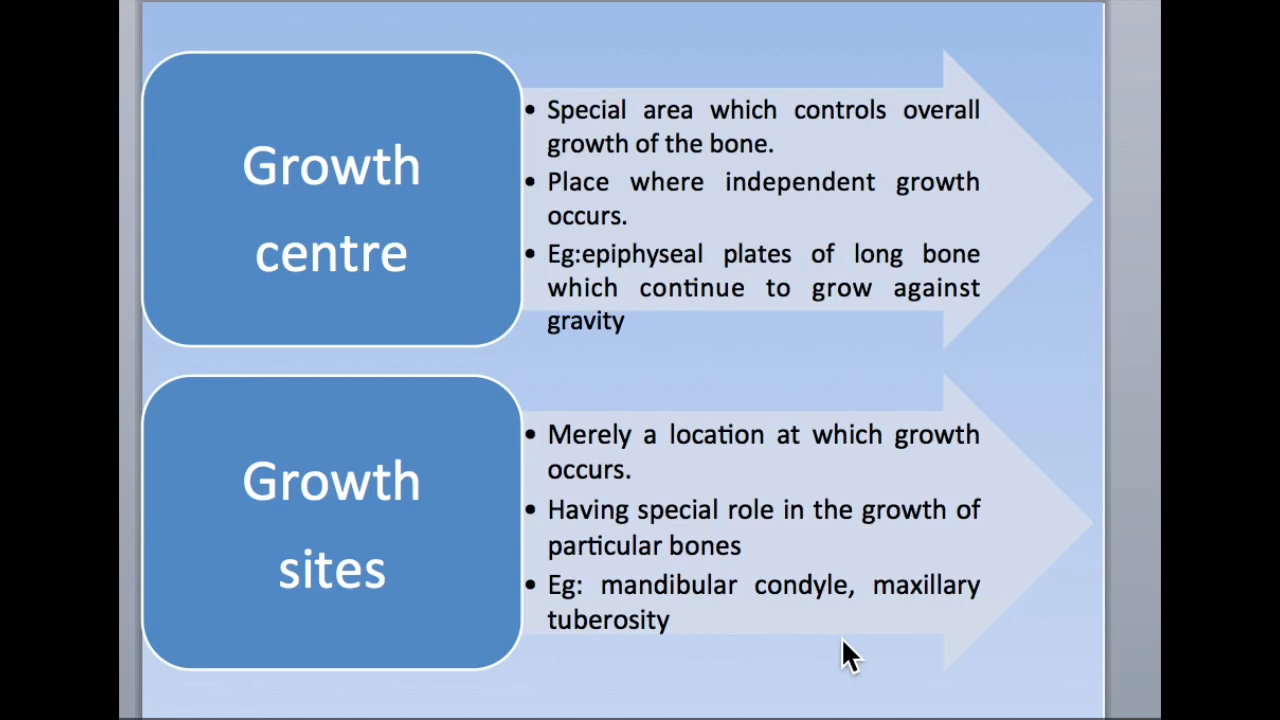 Growth
centre
• Special area which controls overall
growth of the bone.
• Place where independent growth
occurs.
• Eg:epiphyseal plates of long bone
which continue to grow against
gravity
Growth
sites
• Merely a location at which growth
occurs.
• Having special role in the growth of
particular bones
• Eg: mandibular condyle, maxillary
tuberosity